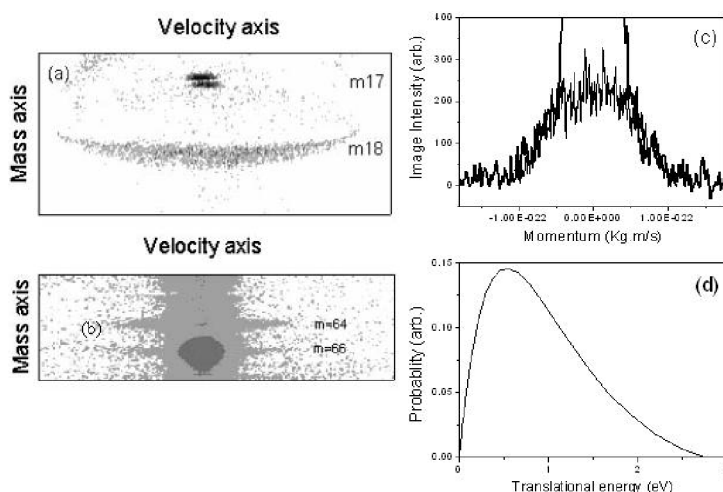 Velocity axis
Mass axis
(a)
m17
m18
Velocity axis
Mass axis
(b)
m=64
m=66
(c)
Image Intensity (arb.)
400
300
200
100
0
-1.00E-022 0.00E+000 1.00E-022
Momentum (Kg.m/s)
(d)
Probablity (arb.)
0.15
0.10
0.05
0.00
0 1 2
Translational energy (eV)